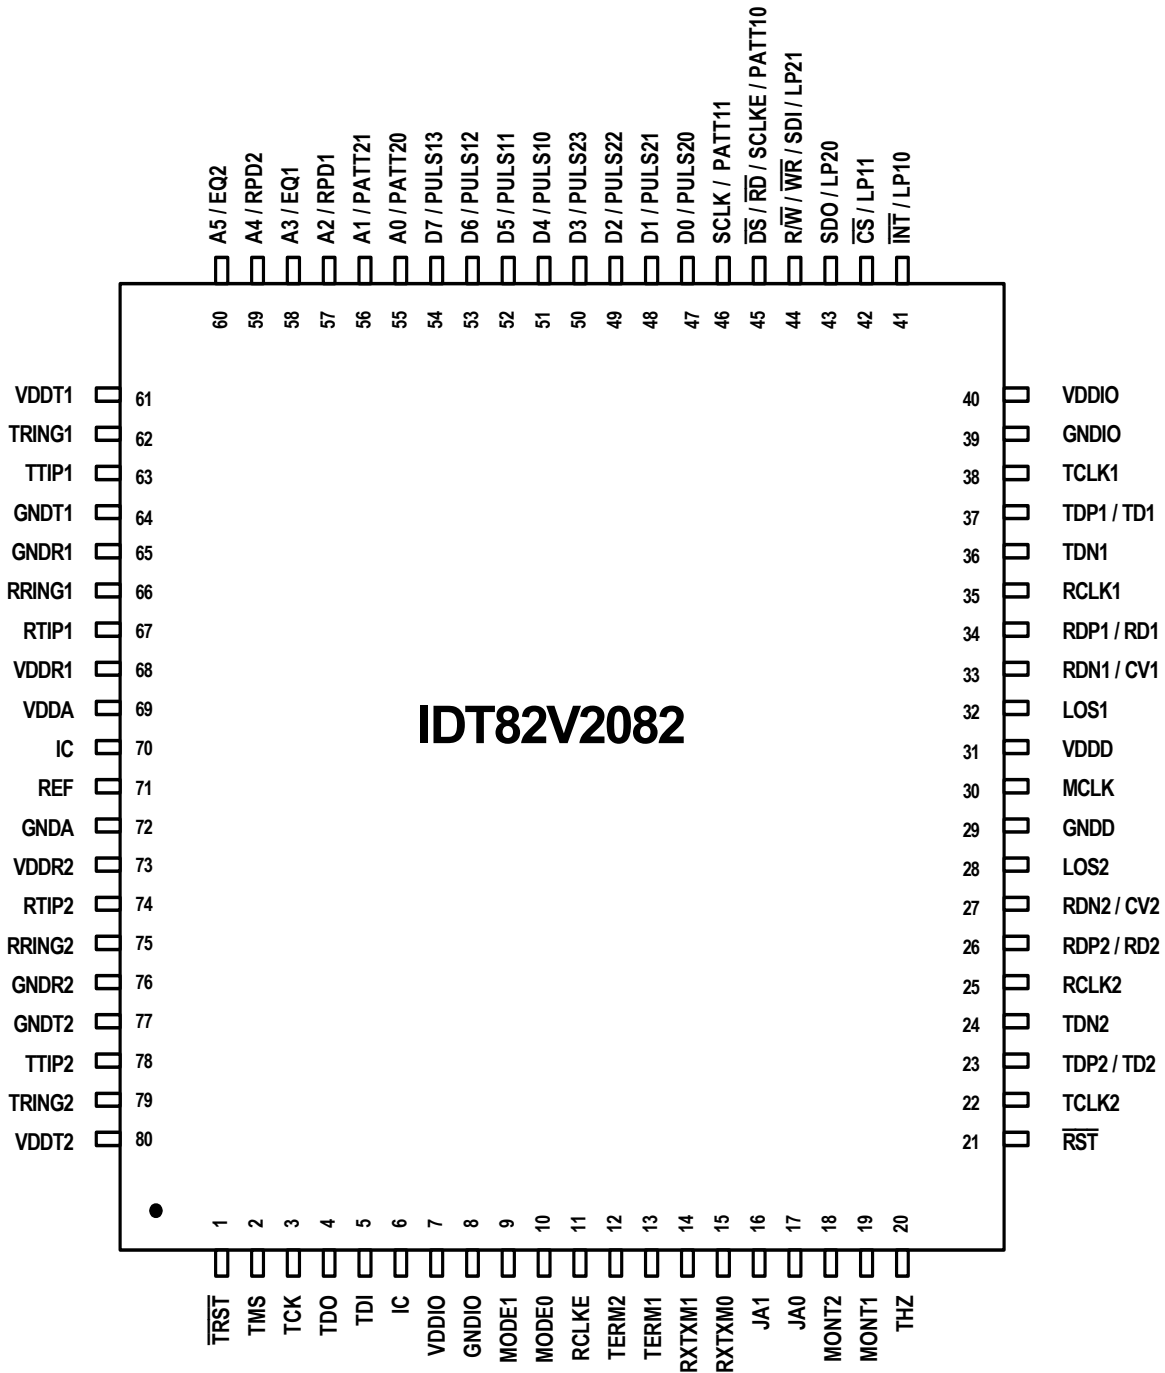 A5 / EQ2
A4 / RPD2
A3 / EQ1
A2 / RPD1
A1 / PATT21
A0 / PATT20
D7 / PULS13
D6 / PULS12
D5 / PULS11
D4 / PULS10
D3 / PULS23
D2 / PULS22
D1 / PULS21
D0 / PULS20
SCLK / PATT11
D̅S̅ / R̅D̅ / SCLKE / PATT10
R/W̅ / W̅R̅ / SDI / LP21
SDO / LP20
C̅S̅ / LP11
I̅N̅T̅ / LP10
60
59
58
57
56
55
54
53
52
51
50
49
48
47
46
45
44
43
42
41
VDDT1 61
TRING1 62
TTIP1 63
GNDT1 64
GNDR1 65
RRING1 66
RTIP1 67
VDDR1 68
VDDA 69
IC 70
REF 71
GNDA 72
VDDR2 73
RTIP2 74
RRING2 75
GNDR2 76
GNDT2 77
TTIP2 78
TRING2 79
VDDT2 80
IDT82V2082
40 VDDIO
39 GNDIO
38 TCLK1
37 TDP1 / TD1
36 TDN1
35 RCLK1
34 RDP1 / RD1
33 RDN1 / CV1
32 LOS1
31 VDDD
30 MCLK
29 GNDD
28 LOS2
27 RDN2 / CV2
26 RDP2 / RD2
25 RCLK2
24 TDN2
23 TDP2 / TD2
22 TCLK2
21 R̅S̅T̅
1
2
3
4
5
6
7
8
9
10
11
12
13
14
15
16
17
18
19
20
T̅R̅S̅T̅
TMS
TCK
TDO
TDI
IC
VDDIO
GNDIO
MODE1
MODE0
RCLKE
TERM2
TERM1
RXTXM1
RXTXM0
JA1
JA0
MONT2
MONT1
THZ